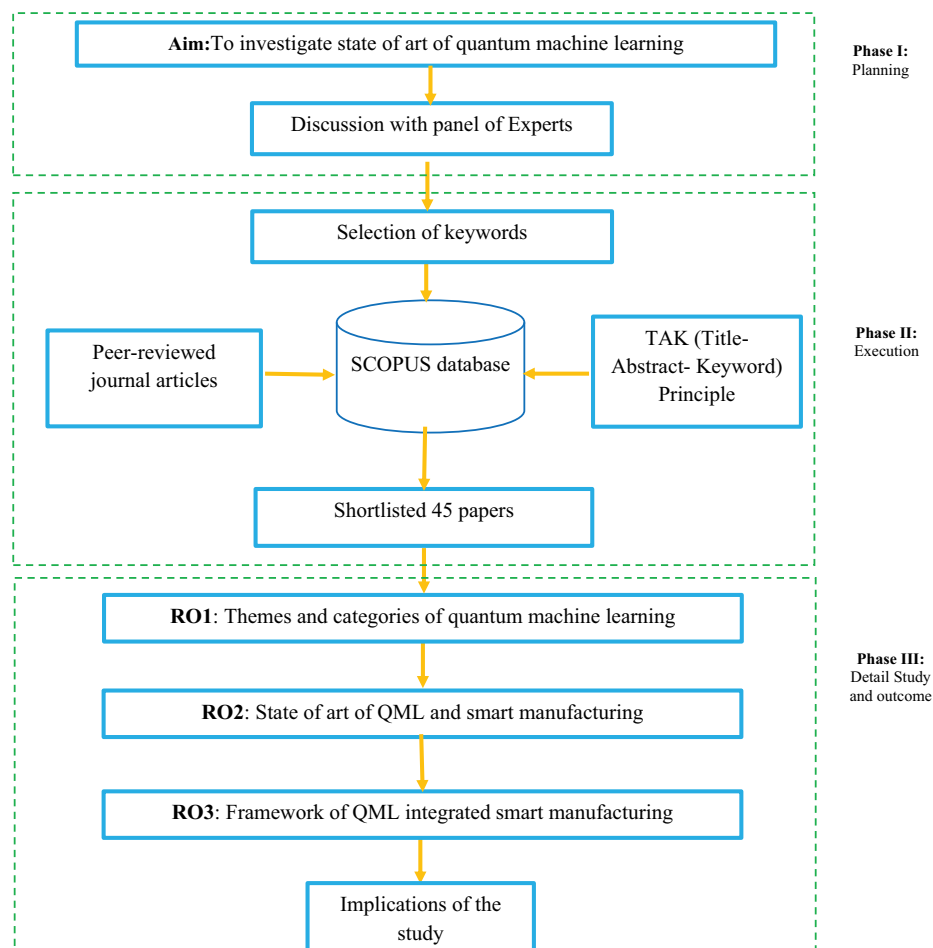 Aim:To investigate state of art of quantum machine learning
Phase I:
Planning
Discussion with panel of Experts
Selection of keywords
Phase II:
Execution
Peer-reviewed
journal articles
SCOPUS database
TAK (Title-
Abstract- Keyword)
Principle
Shortlisted 45 papers
RO1: Themes and categories of quantum machine learning
Phase III:
Detail Study
and outcome
RO2: State of art of QML and smart manufacturing
RO3: Framework of QML integrated smart manufacturing
Implications of the
study